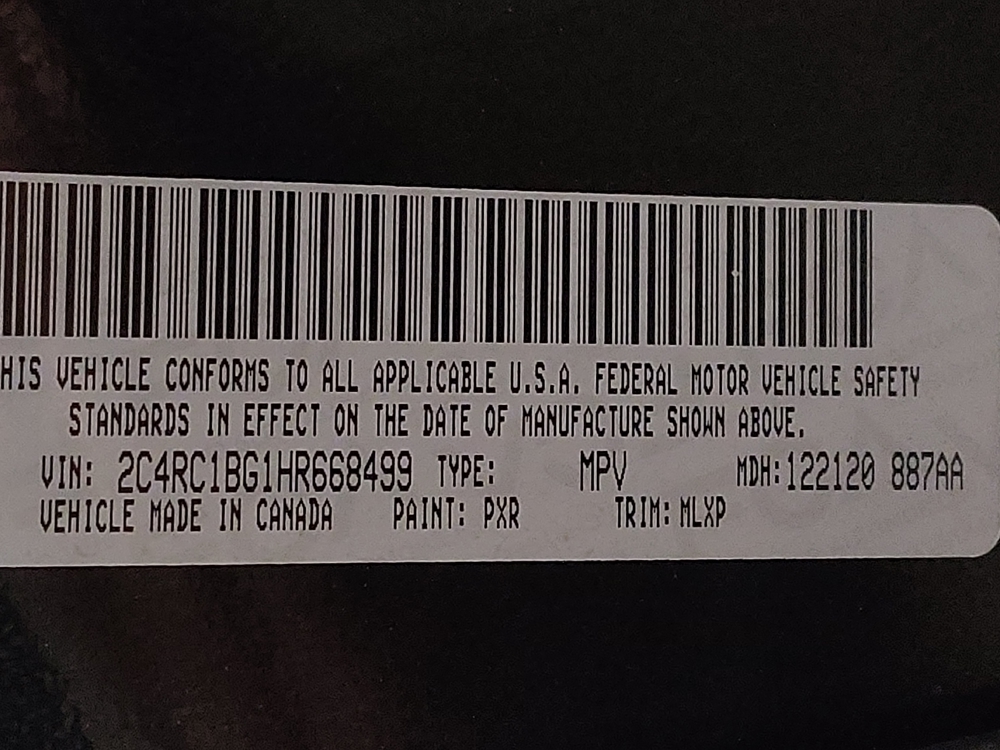 HIS VEHICLE CONFORMS TO ALL APPLICABLE U.S.A. FEDERAL MOTOR VEHICLE SAFETY
STANDARDS IN EFFECT ON THE DATE OF MANUFACTURE SHOWN ABOVE.
VIN: 2C4RC1BG1HR668499 TYPE: MPV MDH:122120 887AA
VEHICLE MADE IN CANADA PAINT: PXR TRIM: MLXP